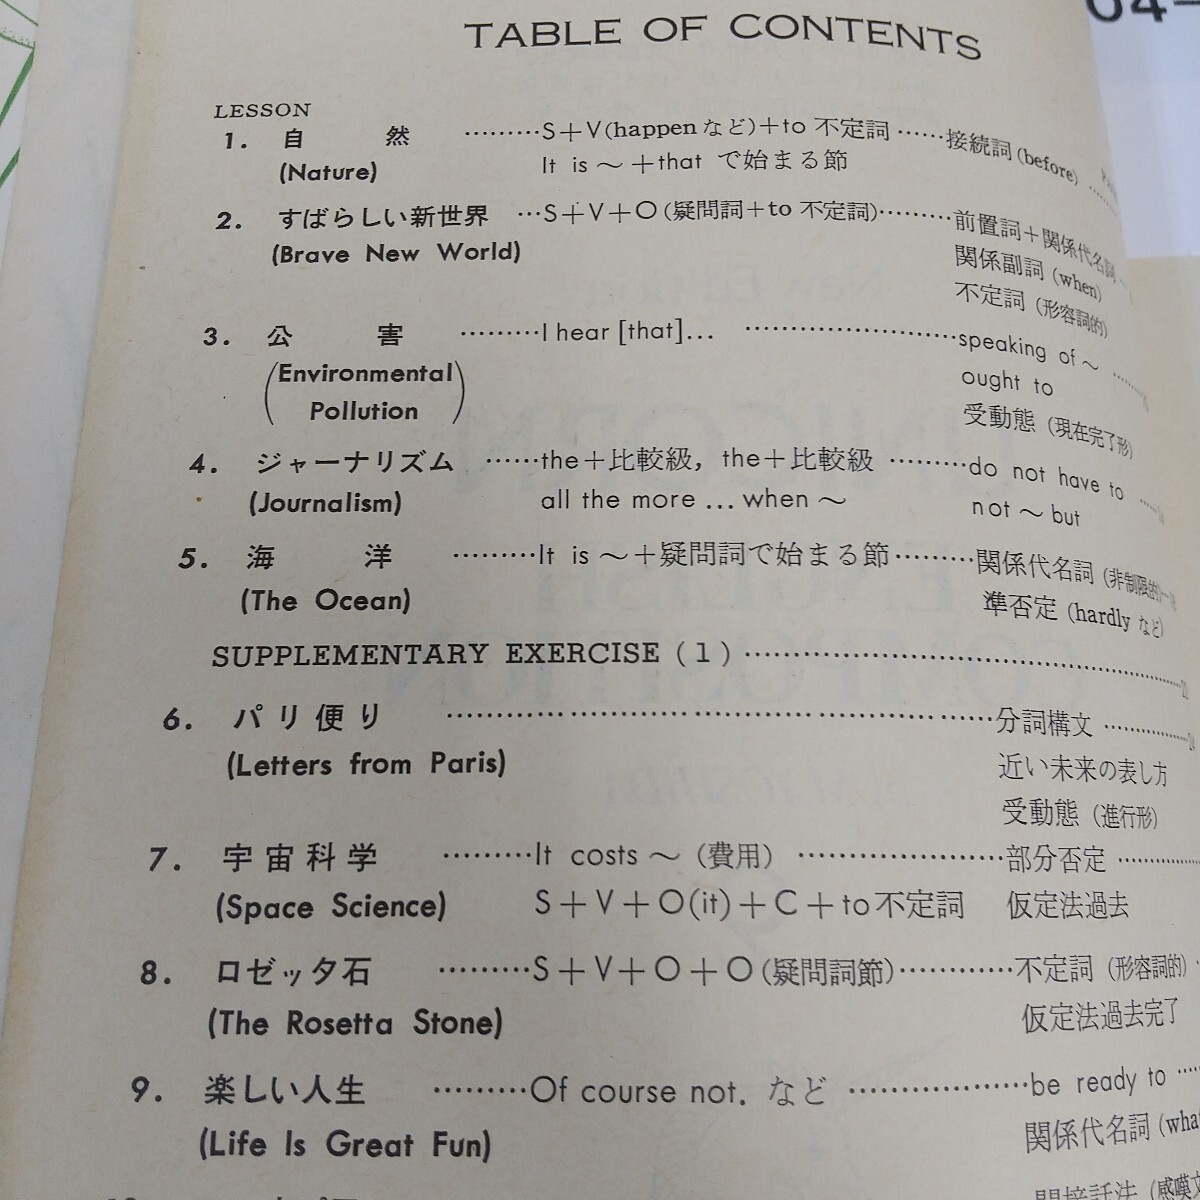 TABLE OF CONTENTS
04-
LESSON
1. 自然 ………S+V(happenなど)+to 不定詞 ……接続詞(before) ……
(Nature) It is ～+that で始まる節
2. すばらしい新世界 …S+V+O(疑問詞+to 不定詞)………前置詞+関係代名詞
(Brave New World) 関係副詞(when)
不定詞(形容詞的)
3. 公害 ………I hear [that]… ……………………speaking of～ ……
(Environmental Pollution) ought to
受動態(現在完了形)
4. ジャーナリズム ……the+比較級, the+比較級 ………do not have to ……
(Journalism) all the more … when ～ not ～ but
5. 海洋 ………It is ～+疑問詞で始まる節………関係代名詞(非制限的)
(The Ocean) 準否定(hardly など)
SUPPLEMENTARY EXERCISE (1) ……………………
6. パリ便り ……………………………分詞構文 ………
(Letters from Paris) 近い未来の表し方
受動態(進行形)
7. 宇宙科学 ………It costs ～(費用) …………………部分否定 ………
(Space Science) S+V+O(it)+C+to不定詞 仮定法過去
8. ロゼッタ石 ………S+V+O+O(疑問詞節)…………不定詞(形容詞的)
(The Rosetta Stone) 仮定法過去完了
9. 楽しい人生 ………Of course not. など ………………be ready to ……
(Life Is Great Fun) 関係代名詞(wha
間接話法(感嘆文